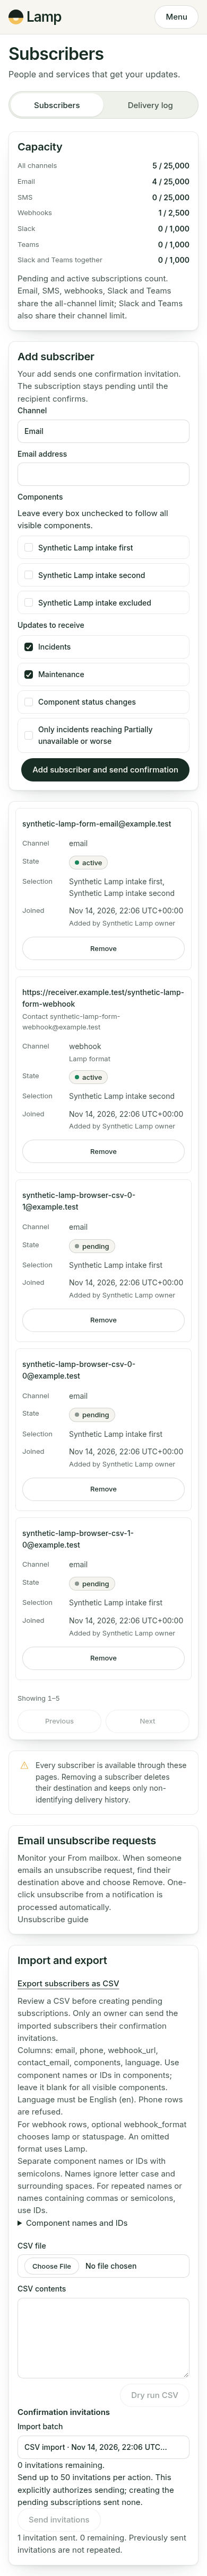 Lamp
Menu
Subscribers
People and services that get your updates.
Subscribers
Delivery log
Capacity
All channels 5 / 25,000
Email 4 / 25,000
SMS 0 / 25,000
Webhooks 1 / 2,500
Slack 0 / 1,000
Teams 0 / 1,000
Slack and Teams together 0 / 1,000
Pending and active subscriptions count.
Email, SMS, webhooks, Slack and Teams
share the all-channel limit; Slack and Teams
also share their channel limit.
Add subscriber
Your add sends one confirmation invitation.
The subscription stays pending until the
recipient confirms.
Channel
Email
Email address
Components
Leave every box unchecked to follow all
visible components.
Synthetic Lamp intake first
Synthetic Lamp intake second
Synthetic Lamp intake excluded
Updates to receive
Incidents
Maintenance
Component status changes
Only incidents reaching Partially
unavailable or worse
Add subscriber and send confirmation
synthetic-lamp-form-email@example.test
Channel email
State active
Selection Synthetic Lamp intake first,
Synthetic Lamp intake second
Joined Nov 14, 2026, 22:06 UTC+00:00
Added by Synthetic Lamp owner
Remove
https://receiver.example.test/synthetic-lamp-
form-webhook
Contact synthetic-lamp-form-
webhook@example.test
Channel webhook
Lamp format
State active
Selection Synthetic Lamp intake second
Joined Nov 14, 2026, 22:06 UTC+00:00
Added by Synthetic Lamp owner
Remove
synthetic-lamp-browser-csv-0-
1@example.test
Channel email
State pending
Selection Synthetic Lamp intake first
Joined Nov 14, 2026, 22:06 UTC+00:00
Added by Synthetic Lamp owner
Remove
synthetic-lamp-browser-csv-0-
0@example.test
Channel email
State pending
Selection Synthetic Lamp intake first
Joined Nov 14, 2026, 22:06 UTC+00:00
Added by Synthetic Lamp owner
Remove
synthetic-lamp-browser-csv-1-
0@example.test
Channel email
State pending
Selection Synthetic Lamp intake first
Joined Nov 14, 2026, 22:06 UTC+00:00
Added by Synthetic Lamp owner
Remove
Showing 1–5
Previous
Next
Every subscriber is available through these
pages. Removing a subscriber deletes
their destination and keeps only non-
identifying delivery history.
Email unsubscribe requests
Monitor your From mailbox. When someone
emails an unsubscribe request, find their
destination above and choose Remove. One-
click unsubscribe from a notification is
processed automatically.
Unsubscribe guide
Import and export
Export subscribers as CSV
Review a CSV before creating pending
subscriptions. Only an owner can send the
imported subscribers their confirmation
invitations.
Columns: email, phone, webhook_url,
contact_email, components, language. Use
component names or IDs in components;
leave it blank for all visible components.
Language must be English (en). Phone rows
are refused.
For webhook rows, optional webhook_format
chooses lamp or statuspage. An omitted
format uses Lamp.
Separate component names or IDs with
semicolons. Names ignore letter case and
surrounding spaces. For repeated names or
names containing commas or semicolons,
use IDs.
Component names and IDs
CSV file
Choose File No file chosen
CSV contents
Dry run CSV
Confirmation invitations
Import batch
CSV import · Nov 14, 2026, 22:06 UTC...
0 invitations remaining.
Send up to 50 invitations per action. This
explicitly authorizes sending; creating the
pending subscriptions sent none.
Send invitations
1 invitation sent. 0 remaining. Previously sent
invitations are not repeated.